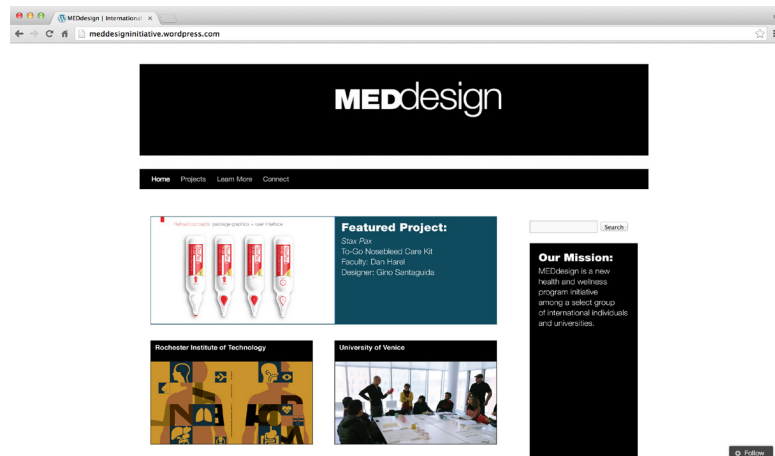 MEDdesign | International
meddesigninitiative.wordpress.com
MEDdesign
Home Projects Learn More Connect
package graphics + user interface
Featured Project:
Stax Pax
To-Go Nosebleed Care Kit
Faculty: Dan Harel
Designer: Gino Santaguida
Search
Our Mission:
MEDdesign is a new
health and wellness
program initiative
among a select group
of international individuals
and universities.
Rochester Institute of Technology
University of Venice
Follow